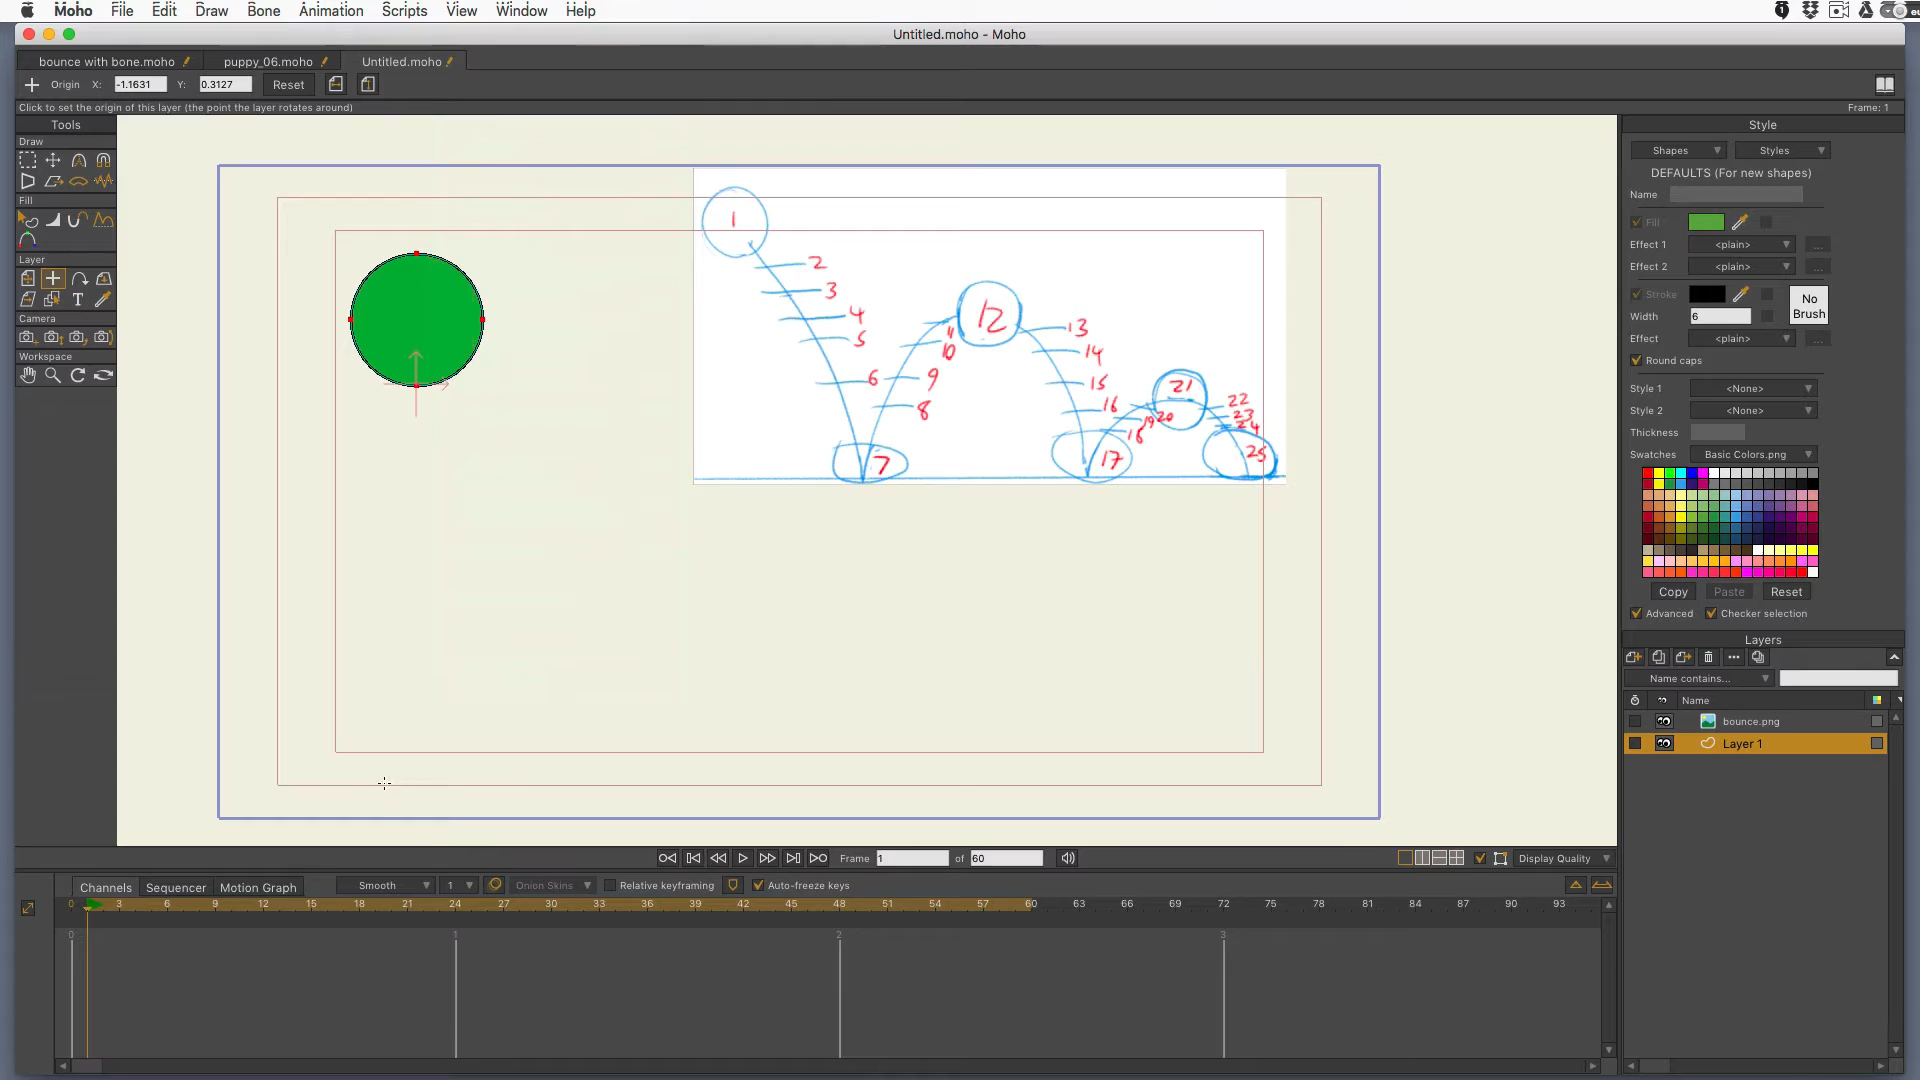 Moho File Edit Draw Bone Animation Scripts View Window Help
Untitled.moho - Moho
bounce with bone.moho puppy_06.moho Untitled.moho
Origin X: -1.1631 Y: 0.3127 Reset
Click to set the origin of this layer (the point the layer rotates around) Frame: 1
Tools
Draw
Fill
Layer
Camera
Workspace
1
2
3
4
5
6
7
8
9
10
11
12
13
14
15
16
17
18
19
20
21
22
23
24
25
Style
Shapes Styles
DEFAULTS (For new shapes)
Name
Fill
Effect 1 <plain> ...
Effect 2 <plain> ...
Stroke No Brush
Width 6
Effect <plain> ...
Round caps
Style 1 <None>
Style 2 <None>
Thickness
Swatches Basic Colors.png
Copy Paste Reset
Advanced Checker selection
Layers
Name contains...
Name
bounce.png
Layer 1
Frame 1 of 60 Display Quality
Channels Sequencer Motion Graph Smooth 1 Onion Skins Relative keyframing Auto-freeze keys
0 3 6 9 12 15 18 21 24 27 30 33 36 39 42 45 48 51 54 57 60 63 66 69 72 75 78 81 84 87 90 93
0 1 2 3